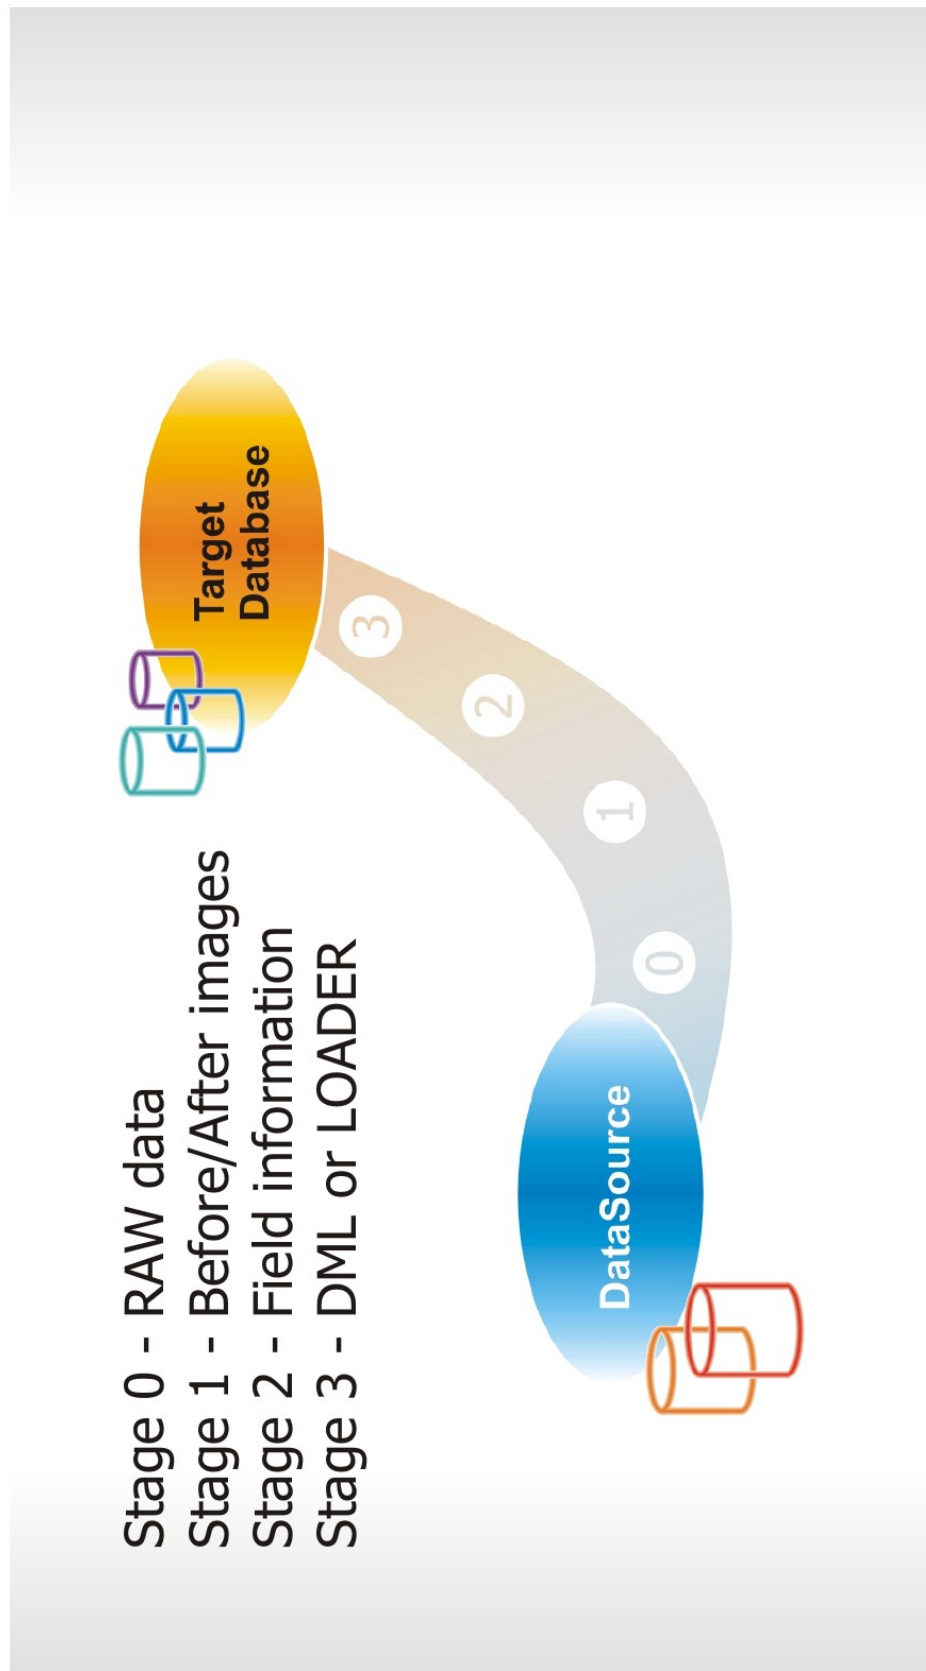 Stage 0 - RAW data
Stage 1 - Before/After images
Stage 2 - Field information
Stage 3 - DML or LOADER
Target
Database
3
2
1
0
DataSource